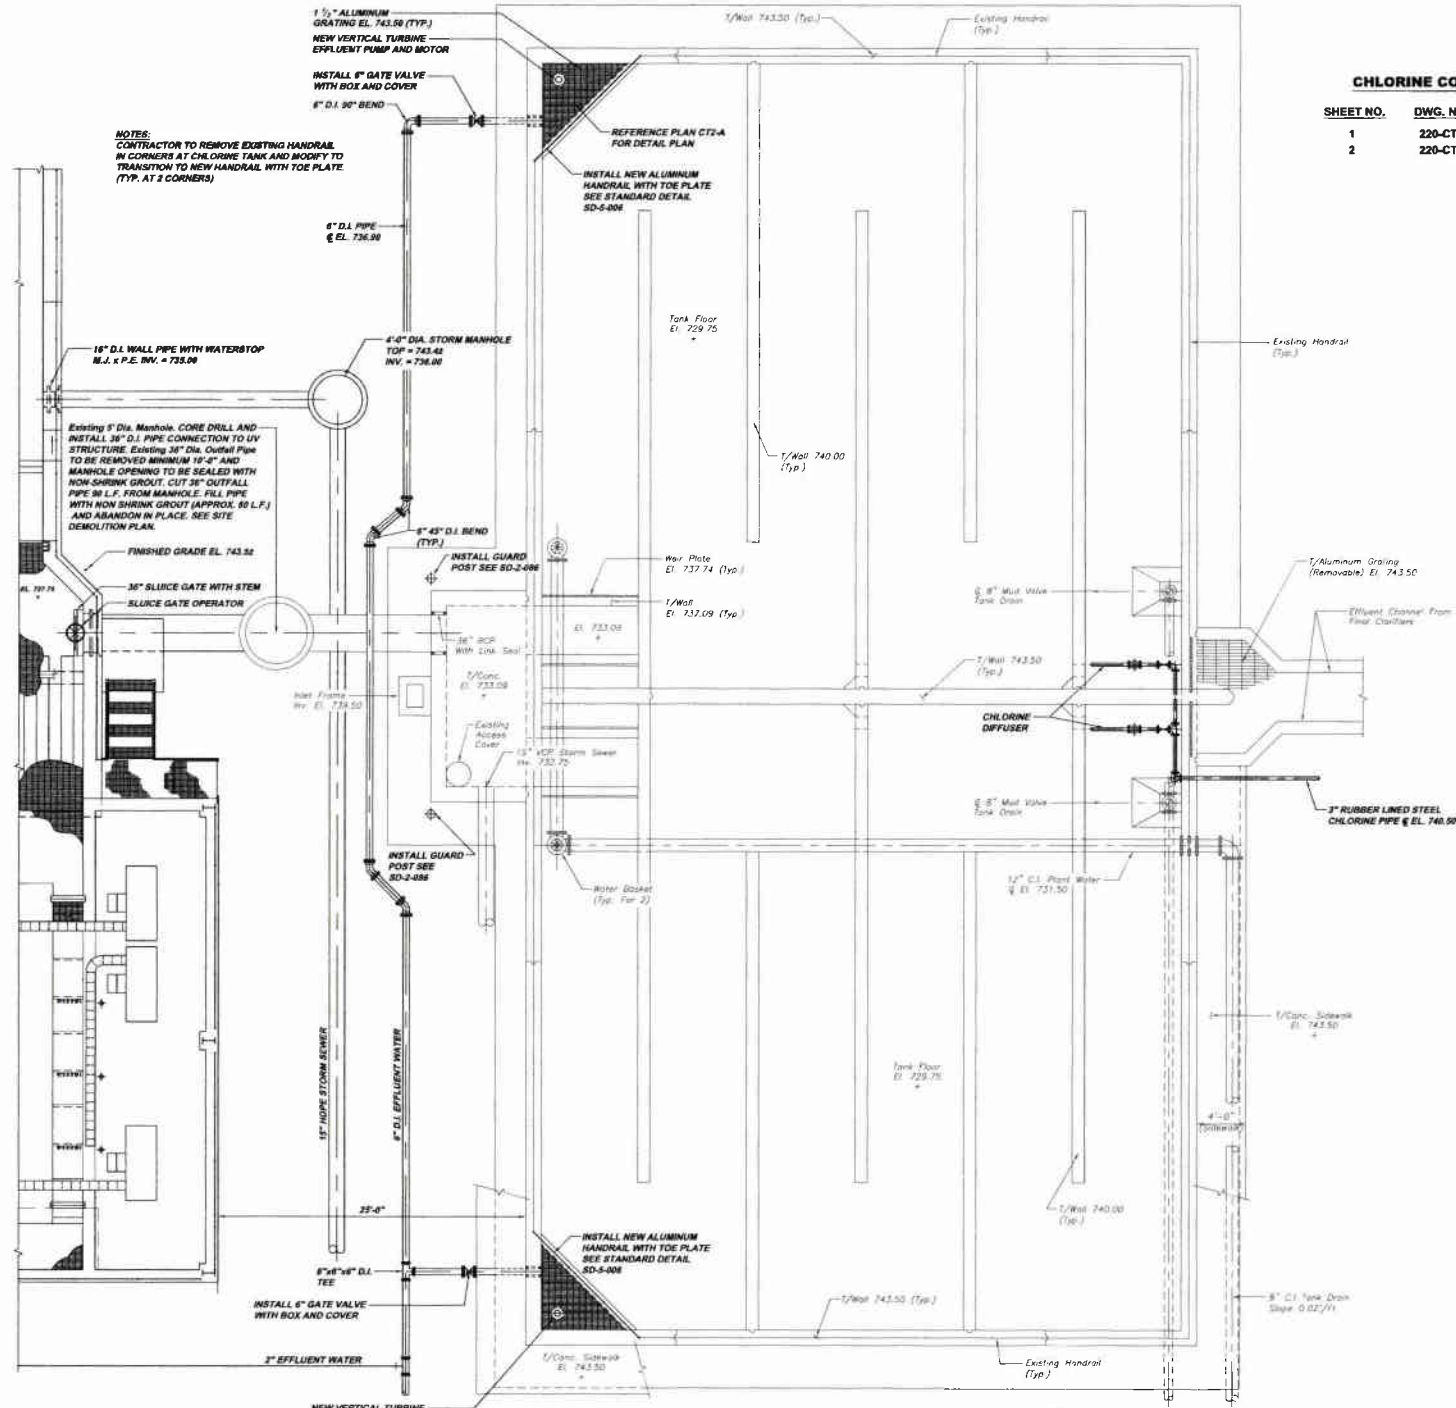 1 ½" ALUMINUM
GRATING EL. 743.50 (TYP.)
NEW VERTICAL TURBINE
EFFLUENT PUMP AND MOTOR
INSTALL 6" GATE VALVE
WITH BOX AND COVER
6" D.I. 90° BEND
NOTES:
CONTRACTOR TO REMOVE EXISTING HANDRAIL
IN CORNERS AT CHLORINE TANK AND MODIFY TO
TRANSITION TO NEW HANDRAIL WITH TOE PLATE.
(TYP. AT 2 CORNERS)
T/Wall 743.50 (Typ.)
Existing Handrail
(Typ.)
CHLORINE CO
SHEET NO. DWG. N
1 220-CT
2 220-CT
REFERENCE PLAN CT2-A
FOR DETAIL PLAN
INSTALL NEW ALUMINUM
HANDRAIL WITH TOE PLATE
SEE STANDARD DETAIL
SD-5-006
6" D.I. PIPE
℄ EL. 736.90
Tank Floor
El. 729.75
16" D.I. WALL PIPE WITH WATERSTOP
M.J. x P.E. INV. = 735.00
4'-0" DIA. STORM MANHOLE
TOP = 743.42
INV. = 736.00
Existing Handrail
(Typ.)
Existing 5' Dia. Manhole. CORE DRILL AND
INSTALL 36" D.I. PIPE CONNECTION TO UV
STRUCTURE. Existing 36" Dia. Outfall Pipe
TO BE REMOVED MINIMUM 10'-0" AND
MANHOLE OPENING TO BE SEALED WITH
NON-SHRINK GROUT. CUT 36" OUTFALL
PIPE 90 L.F. FROM MANHOLE. FILL PIPE
WITH NON SHRINK GROUT (APPROX. 80 L.F.)
AND ABANDON IN PLACE. SEE SITE
DEMOLITION PLAN.
T/Wall 740.00
(Typ.)
6" 45° D.I. BEND
(TYP.)
FINISHED GRADE EL. 743.52
INSTALL GUARD
POST SEE SD-2-086
Weir Plate
El. 737.74 (Typ.)
T/Wall
El. 737.09 (Typ.)
T/Aluminum Grating
(Removable) El. 743.50
EL. 737.76
36" SLUICE GATE WITH STEM
SLUICE GATE OPERATOR
℄ 8" Mud Valve
Tank Drain
Effluent Channel From
Final Clarifiers
El. 733.09
36" RCP
With Link Seal
T/Conc.
El. 733.09
T/Wall 743.50
(Typ.)
Inlet Frame
Inv. El. 739.50
Existing
Access
Cover
CHLORINE
DIFFUSER
15" VCP Storm Sewer
Inv. 732.75
℄ 8" Mud Valve
Tank Drain
3" RUBBER LINED STEEL
CHLORINE PIPE ℄ EL. 740.50
INSTALL GUARD
POST SEE
SD-2-086
Water Basket
(Typ. For 2)
12" C.I. Plant Water
℄ El. 731.50
T/Conc. Sidewalk
El. 743.50
15" HDPE STORM SEWER
6" D.I. EFFLUENT WATER
Tank Floor
El. 729.75
4'-0"
(Sidewalk)
25'-0"
T/Wall 740.00
(Typ.)
INSTALL NEW ALUMINUM
HANDRAIL WITH TOE PLATE
SEE STANDARD DETAIL
SD-5-006
6"x6"x6" D.I.
TEE
INSTALL 6" GATE VALVE
WITH BOX AND COVER
T/Wall 743.50 (Typ.)
8" C.I. Tank Drain
Slope 0.02'/Ft
2" EFFLUENT WATER
T/Conc. Sidewalk
El. 743.50
Existing Handrail
(Typ.)
NEW VERTICAL TURBINE